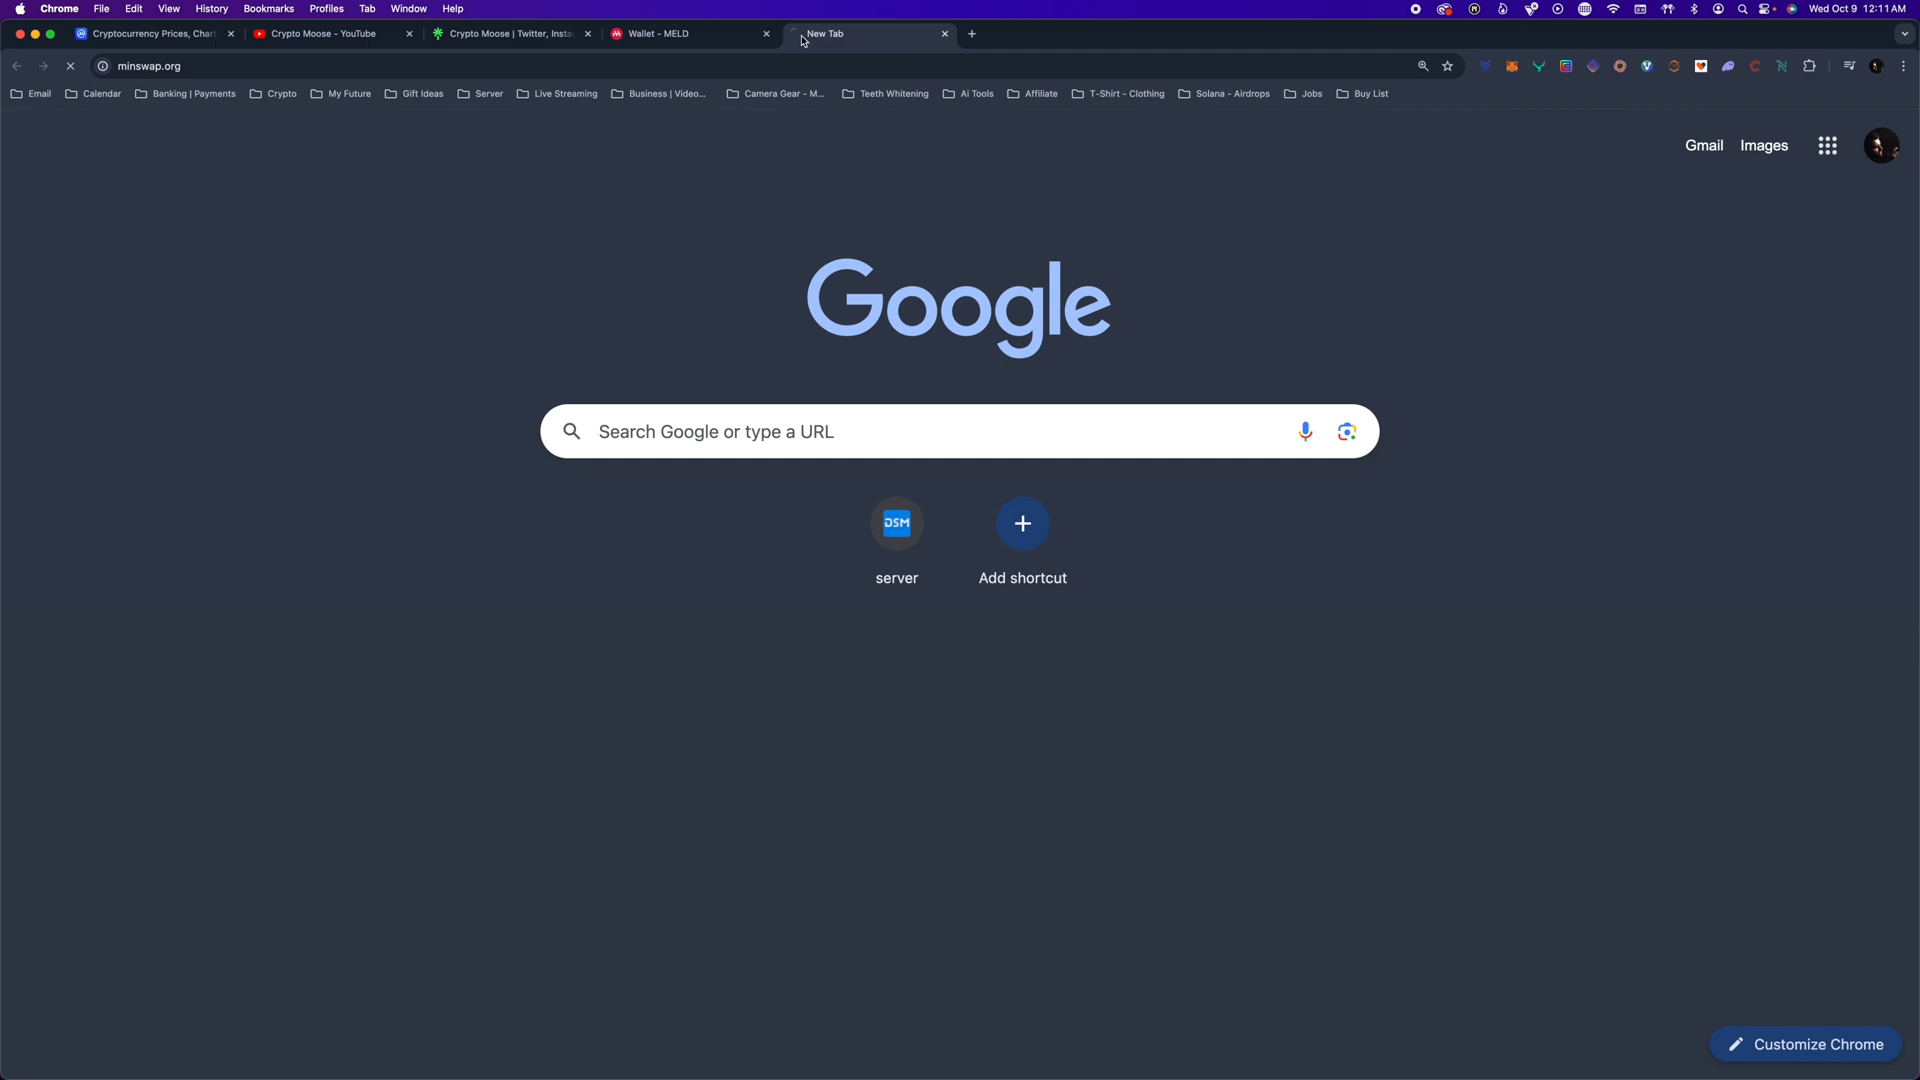 Chrome File Edit View History Bookmarks Profiles Tab Window Help Wed Oct 9 12:11 AM
Cryptocurrency Prices, Char Crypto Moose - YouTube Crypto Moose | Twitter, Insta Wallet - MELD New Tab
minswap.org
Email Calendar Banking | Payments Crypto My Future Gift Ideas Server Live Streaming Business | Video... Camera Gear - M... Teeth Whitening Ai Tools Affiliate T-Shirt - Clothing Solana - Airdrops Jobs Buy List
Gmail Images
Google
Search Google or type a URL
DSM
server Add shortcut
Customize Chrome